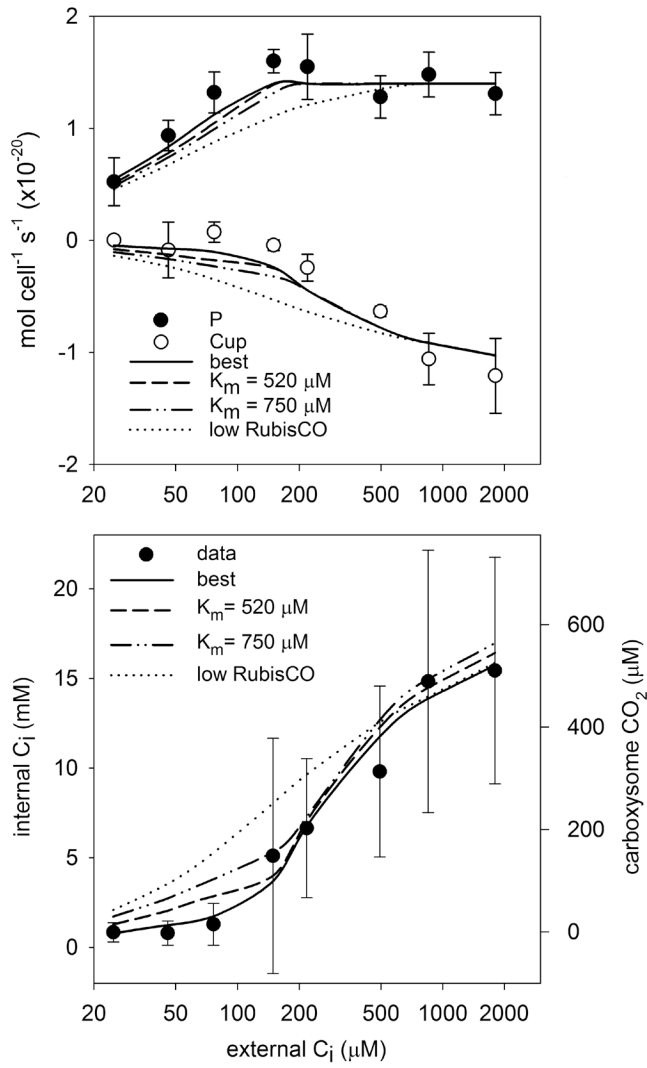 2
1
0
-1
-2
mol cell⁻¹ s⁻¹ (x10⁻²⁰)
P
Cup
best
Kₘ = 520 μM
Kₘ = 750 μM
low RubisCO
20 50 100 200 500 1000 2000
data
best
Kₘ= 520 μM
Kₘ= 750 μM
low RubisCO
20
15
10
5
0
internal Cᵢ (mM)
600
400
200
0
carboxysome CO₂ (μM)
20 50 100 200 500 1000 2000
external Cᵢ (μM)